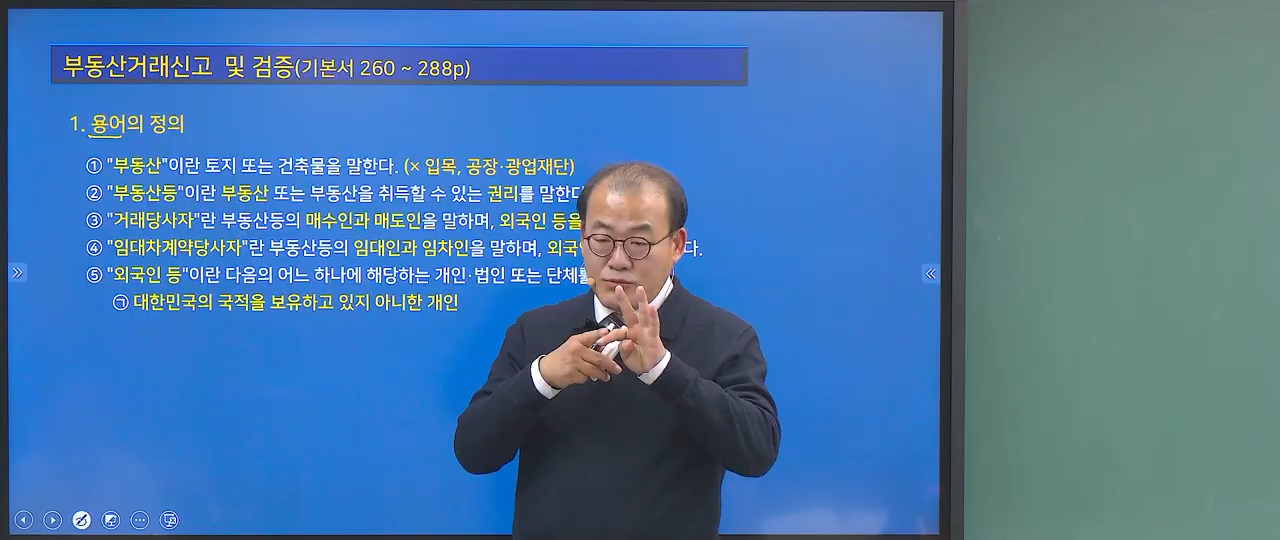 부동산거래신고 및 검증(기본서 260 ~ 288p)
1. 용어의 정의
① "부동산"이란 토지 또는 건축물을 말한다. (× 입목, 공장·광업재단)
② "부동산등"이란 부동산 또는 부동산을 취득할 수 있는 권리를 말한다
③ "거래당사자"란 부동산등의 매수인과 매도인을 말하며, 외국인 등을
④ "임대차계약당사자"란 부동산등의 임대인과 임차인을 말하며, 외국 다.
⑤ "외국인 등"이란 다음의 어느 하나에 해당하는 개인·법인 또는 단체를
㉠ 대한민국의 국적을 보유하고 있지 아니한 개인